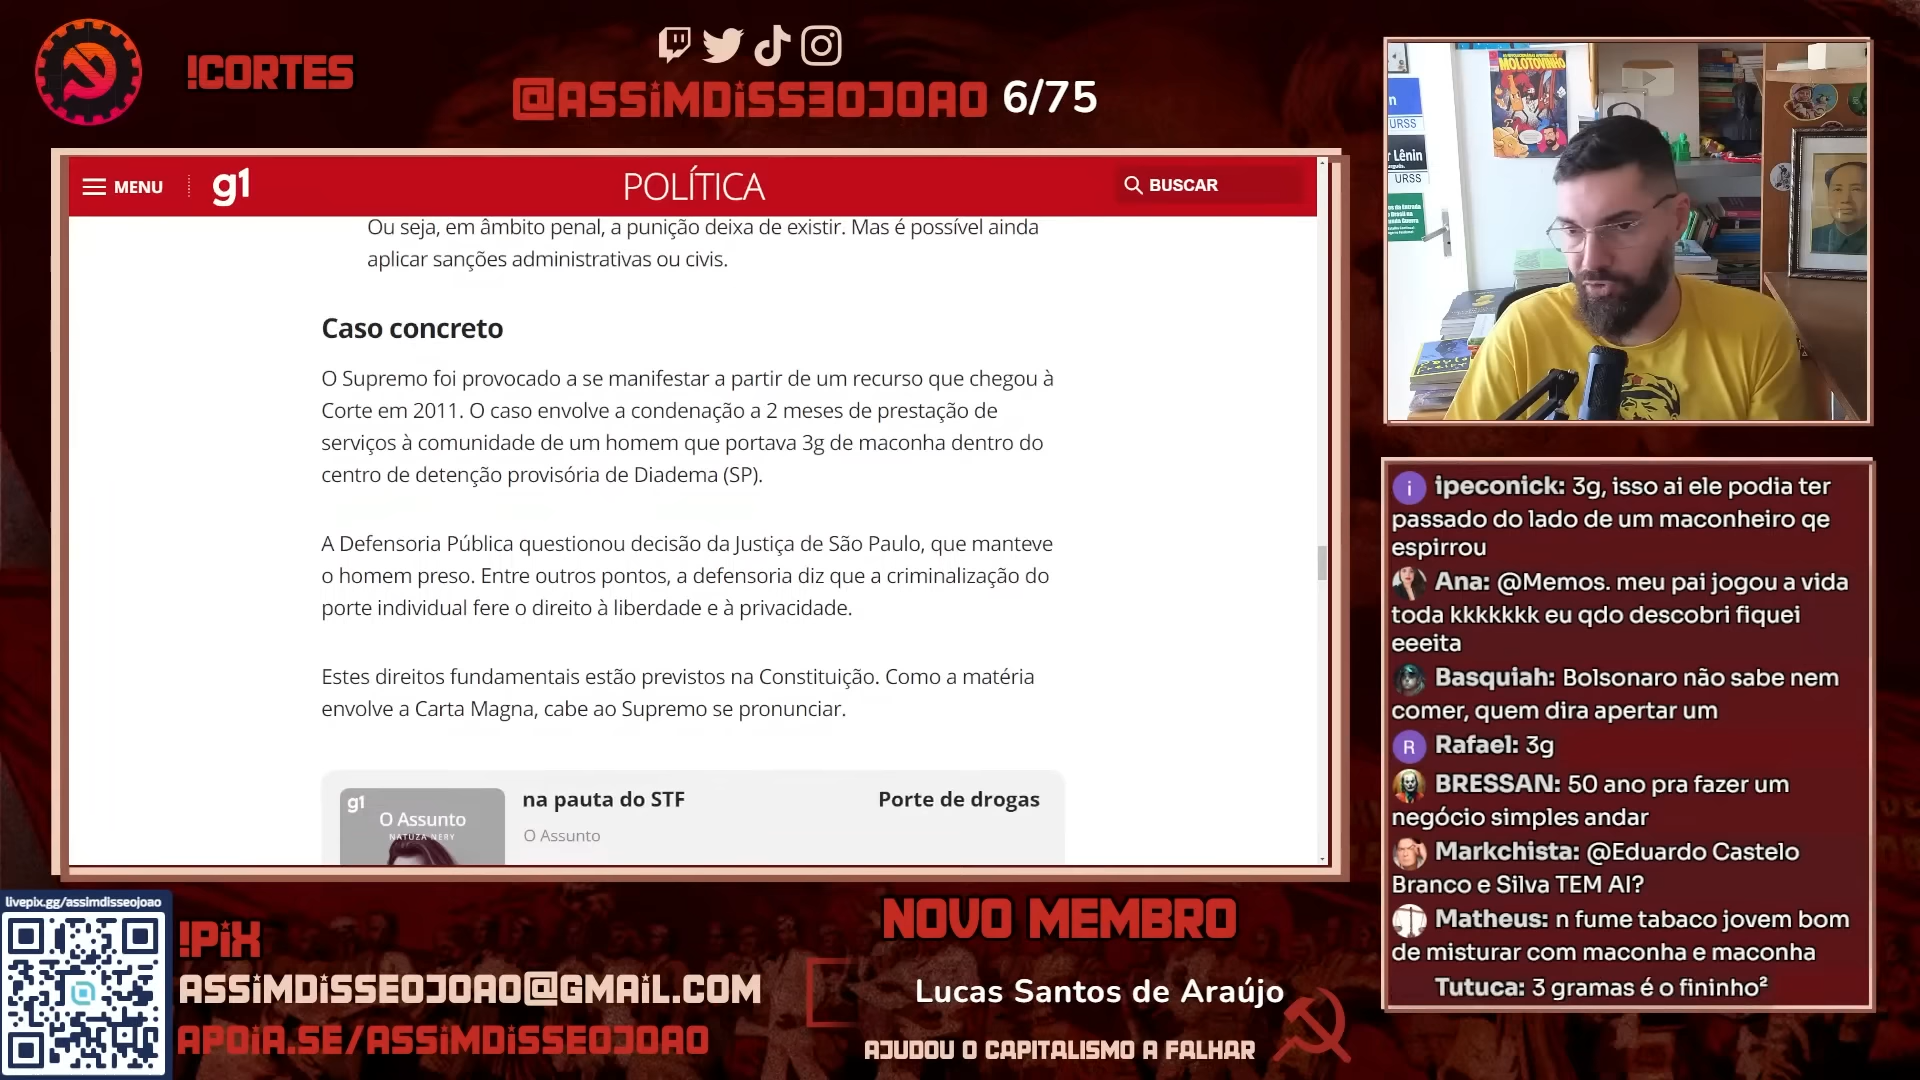 !CORTES
@ASSIMDISSEOJOAO 6/75
MENU
g1
POLÍTICA
BUSCAR
Ou seja, em âmbito penal, a punição deixa de existir. Mas é possível ainda
aplicar sanções administrativas ou civis.
Caso concreto
O Supremo foi provocado a se manifestar a partir de um recurso que chegou à
Corte em 2011. O caso envolve a condenação a 2 meses de prestação de
serviços à comunidade de um homem que portava 3g de maconha dentro do
centro de detenção provisória de Diadema (SP).
A Defensoria Pública questionou decisão da Justiça de São Paulo, que manteve
o homem preso. Entre outros pontos, a defensoria diz que a criminalização do
porte individual fere o direito à liberdade e à privacidade.
Estes direitos fundamentais estão previstos na Constituição. Como a matéria
envolve a Carta Magna, cabe ao Supremo se pronunciar.
g1
O Assunto
NATUZA NERY
na pauta do STF
Porte de drogas
O Assunto
MOLOTOVINHO
URSS
r Lênin
URSS
i ipeconick: 3g, isso ai ele podia ter
passado do lado de um maconheiro qe
espirrou
Ana: @Memos. meu pai jogou a vida
toda kkkkkkk eu qdo descobri fiquei
eeeita
Basquiah: Bolsonaro não sabe nem
comer, quem dira apertar um
R Rafael: 3g
BRESSAN: 50 ano pra fazer um
negócio simples andar
Markchista: @Eduardo Castelo
Branco e Silva TEM AI?
Matheus: n fume tabaco jovem bom
de misturar com maconha e maconha
Tutuca: 3 gramas é o fininho²
livepix.gg/assimdisseojoao
!PIX
ASSIMDISSEOJOAO@GMAIL.COM
APOIA.SE/ASSIMDISSEOJOAO
NOVO MEMBRO
Lucas Santos de Araújo
AJUDOU O CAPITALISMO A FALHAR